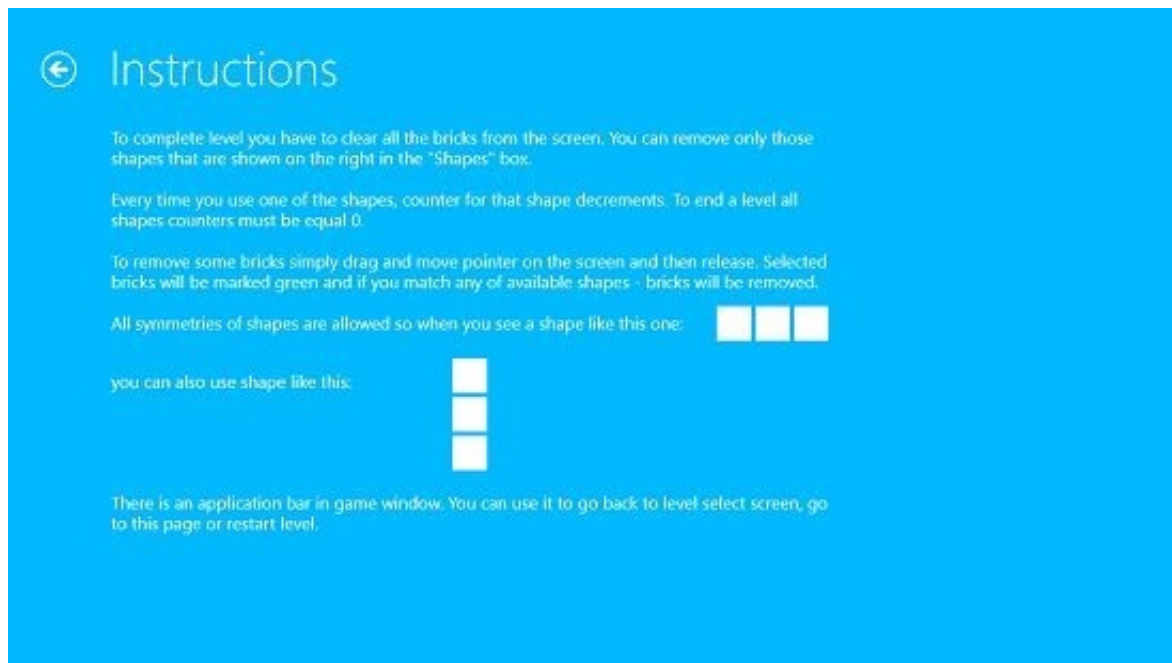 Instructions
To complete level you have to clear all the bricks from the screen. You can remove only those
shapes that are shown on the right in the "Shapes" box.
Every time you use one of the shapes, counter for that shape decrements. To end a level all
shapes counters must be equal 0.
To remove some bricks simply drag and move pointer on the screen and then release. Selected
bricks will be marked green and if you match any of available shapes - bricks will be removed.
All symmetries of shapes are allowed so when you see a shape like this one:
you can also use shape like this:
There is an application bar in game window. You can use it to go back to level select screen, go
to this page or restart level.